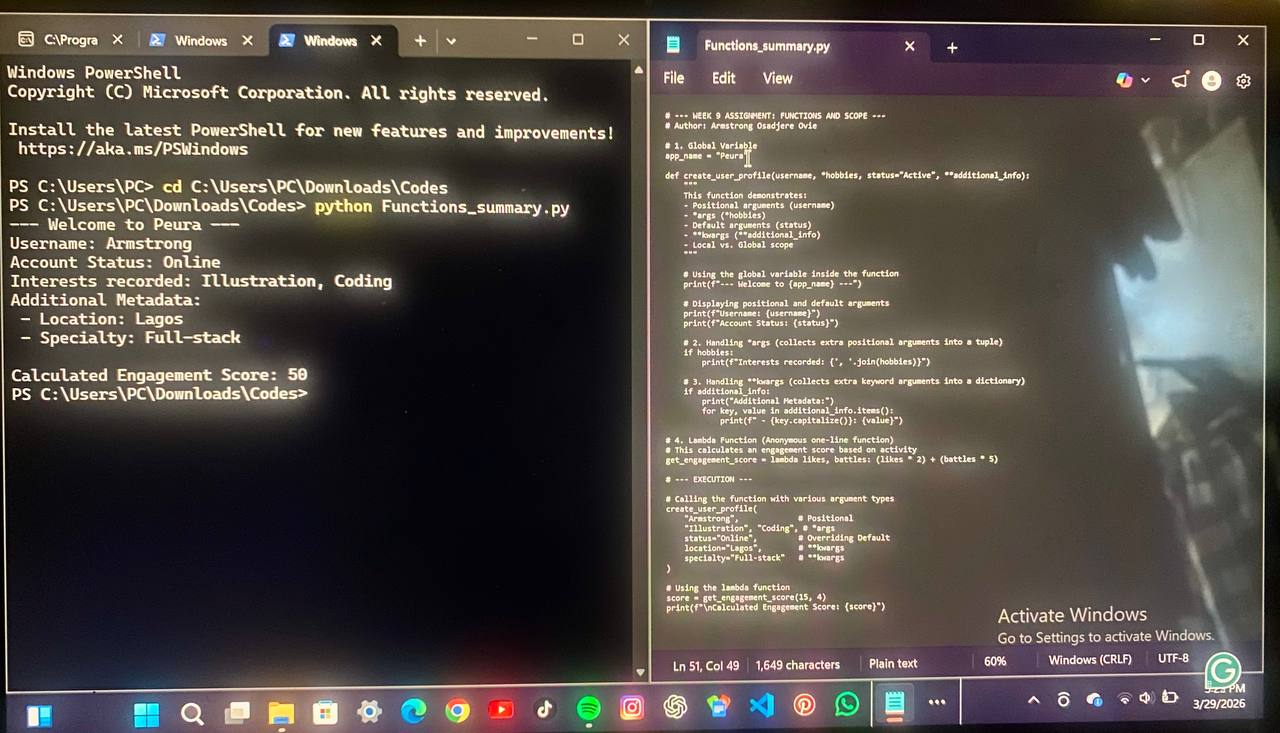 C:\Progra
Windows
Windows
Windows PowerShell
Copyright (C) Microsoft Corporation. All rights reserved.
Install the latest PowerShell for new features and improvements!
https://aka.ms/PSWindows
PS C:\Users\PC> cd C:\Users\PC\Downloads\Codes
PS C:\Users\PC\Downloads\Codes> python Functions_summary.py
--- Welcome to Peura ---
Username: Armstrong
Account Status: Online
Interests recorded: Illustration, Coding
Additional Metadata:
 - Location: Lagos
 - Specialty: Full-stack
Calculated Engagement Score: 50
PS C:\Users\PC\Downloads\Codes>
Functions_summary.py
File Edit View
# --- WEEK 9 ASSIGNMENT: FUNCTIONS AND SCOPE ---
# Author: Armstrong Osadjere Ovie
# 1. Global Variable
app_name = "Peura"
def create_user_profile(username, *hobbies, status="Active", **additional_info):
    """
    This function demonstrates:
    - Positional arguments (username)
    - *args (*hobbies)
    - Default arguments (status)
    - **kwargs (**additional_info)
    - Local vs. Global scope
    """
    # Using the global variable inside the function
    print(f"--- Welcome to {app_name} ---")
    # Displaying positional and default arguments
    print(f"Username: {username}")
    print(f"Account Status: {status}")
    # 2. Handling *args (collects extra positional arguments into a tuple)
    if hobbies:
        print(f"Interests recorded: {', '.join(hobbies)}")
    # 3. Handling **kwargs (collects extra keyword arguments into a dictionary)
    if additional_info:
        print("Additional Metadata:")
        for key, value in additional_info.items():
            print(f" - {key.capitalize()}: {value}")
# 4. Lambda Function (Anonymous one-line function)
# This calculates an engagement score based on activity
get_engagement_score = lambda likes, battles: (likes * 2) + (battles * 5)
# --- EXECUTION ---
# Calling the function with various argument types
create_user_profile(
    "Armstrong", # Positional
    "Illustration", "Coding", # *args
    status="Online", # Overriding Default
    location="Lagos", # **kwargs
    specialty="Full-stack" # **kwargs
)
# Using the lambda function
score = get_engagement_score(15, 4)
print(f"\nCalculated Engagement Score: {score}")
Activate Windows
Go to Settings to activate Windows.
Ln 51, Col 49 1,649 characters Plain text 60% Windows (CRLF) UTF-8
PM
3/29/2026